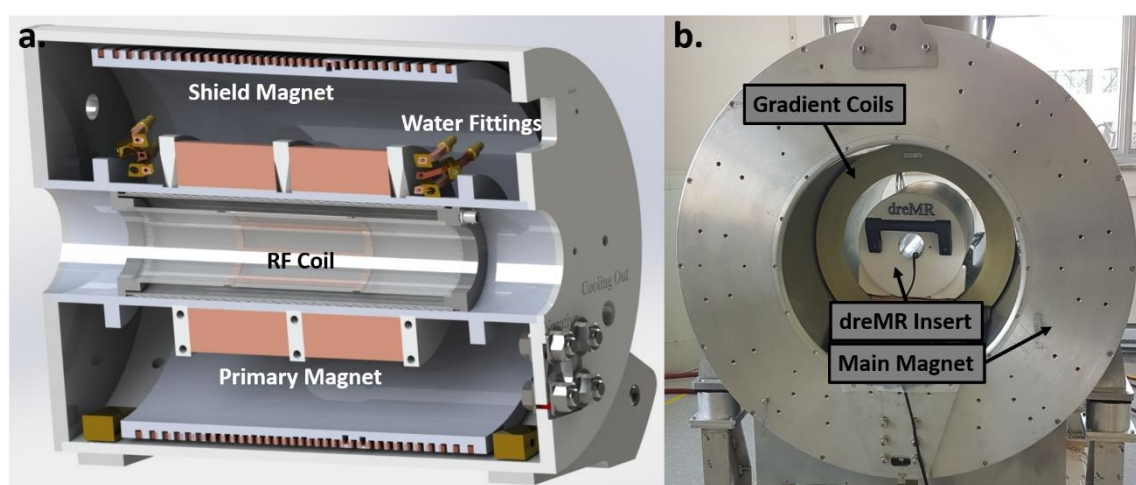 a.
Shield Magnet
Water Fittings
RF Coil
Cooling Out
Primary Magnet
b.
Gradient Coils
dreMR
dreMR Insert
Main Magnet